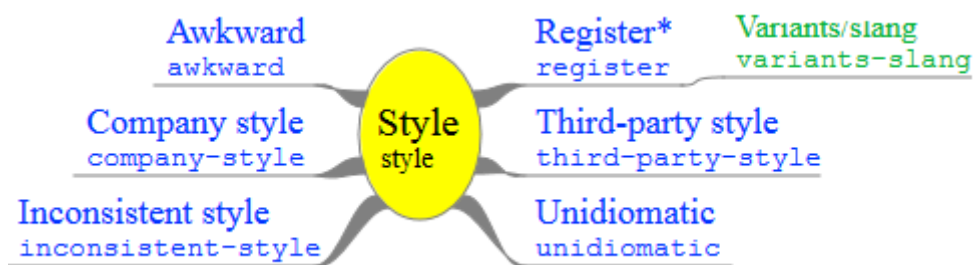 Awkward
awkward
Company style
company-style
Inconsistent style
inconsistent-style
Style
style
Register*
register
Variants/slang
variants-slang
Third-party style
third-party-style
Unidiomatic
unidiomatic